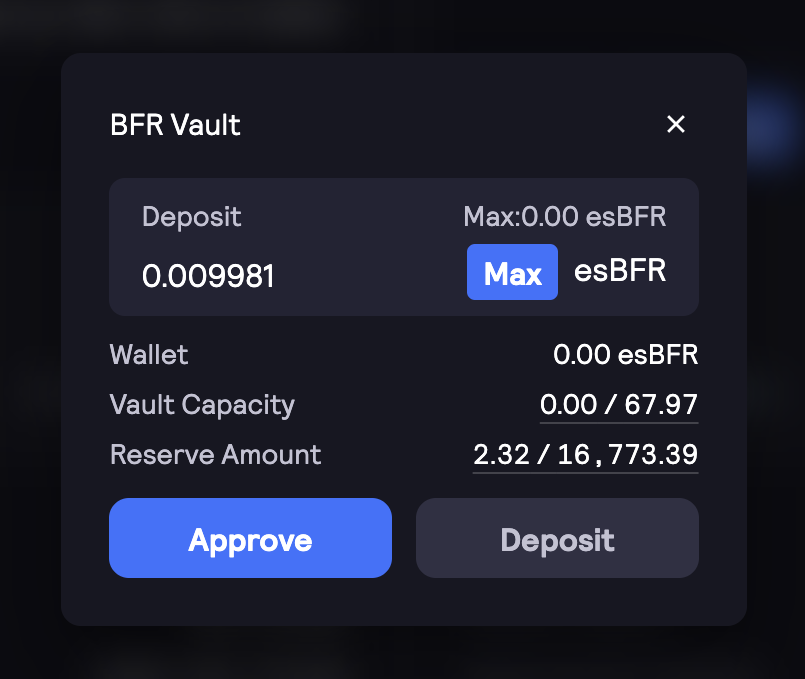 BFR Vault
Deposit Max:0.00 esBFR
0.009981 Max esBFR
Wallet 0.00 esBFR
Vault Capacity 0.00 / 67.97
Reserve Amount 2.32 / 16,773.39
Approve Deposit